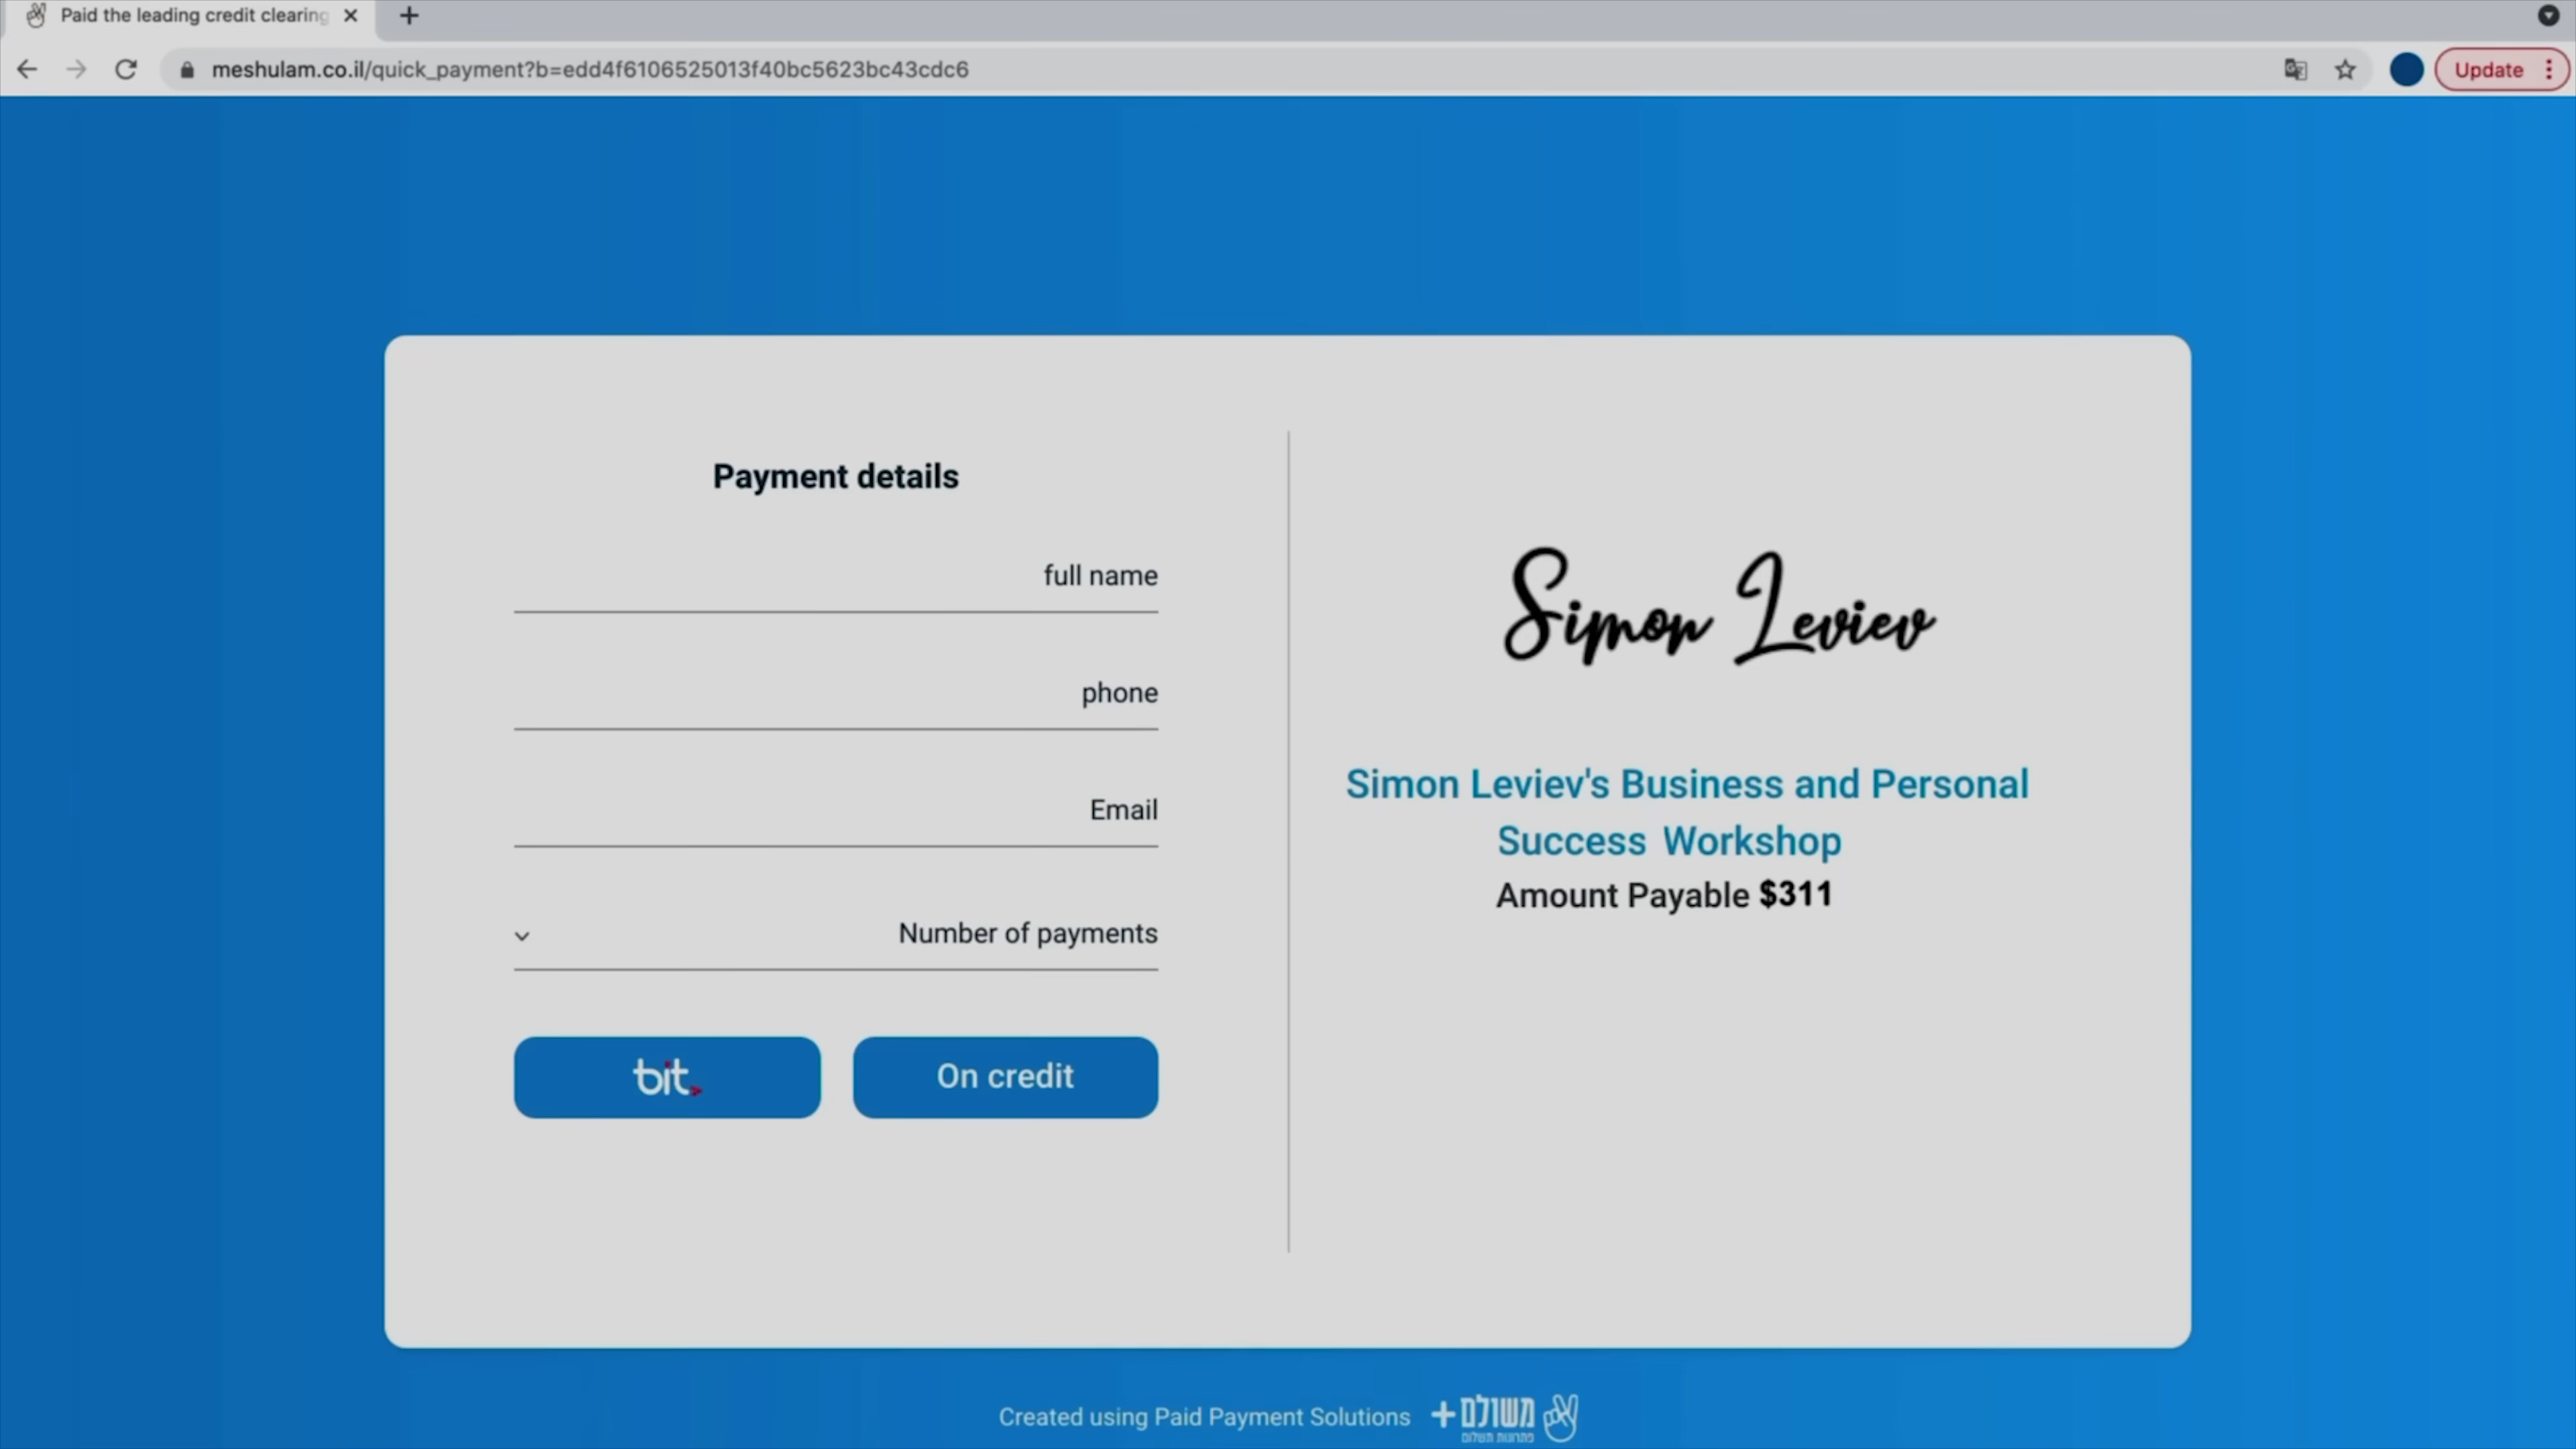 Paid the leading credit clearing
meshulam.co.il/quick_payment?b=edd4f6106525013f40bc5623bc43cdc6
Update
Payment details
full name
phone
Email
Number of payments
bit
On credit
Simon Leviev
Simon Leviev's Business and Personal
Success Workshop
Amount Payable $311
Created using Paid Payment Solutions
משולם+
פתרונות תשלום